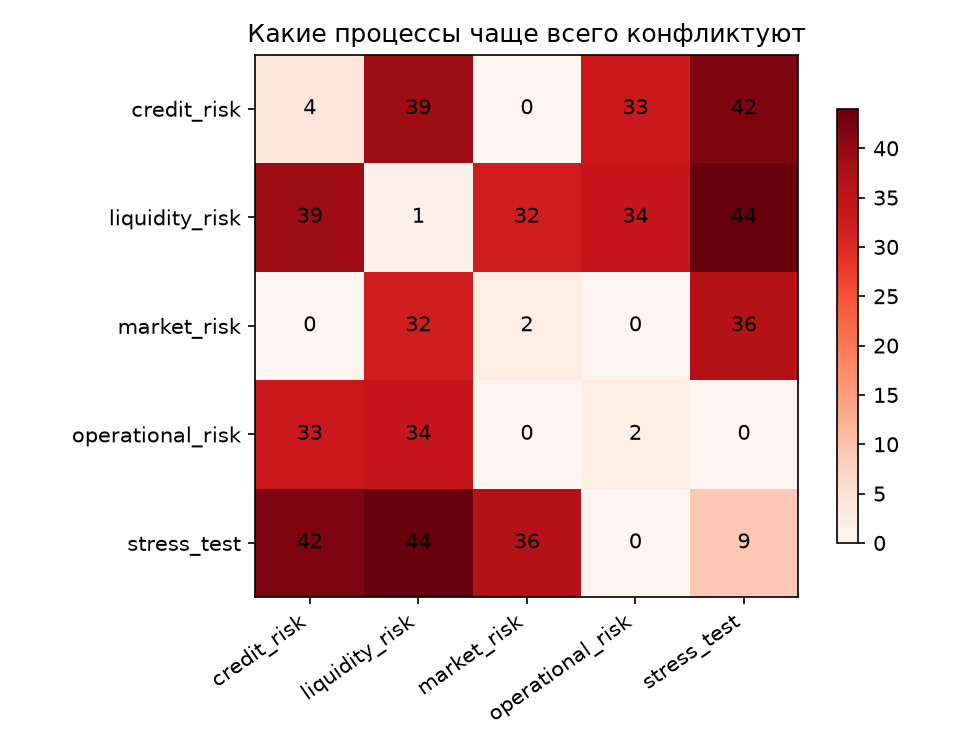 Какие процессы чаще всего конфликтуют
credit_risk 4 39 0 33 42
liquidity_risk 39 1 32 34 44
market_risk 0 32 2 0 36
operational_risk 33 34 0 2 0
stress_test 42 44 36 0 9
credit_risk liquidity_risk market_risk operational_risk stress_test
40
35
30
25
20
15
10
5
0